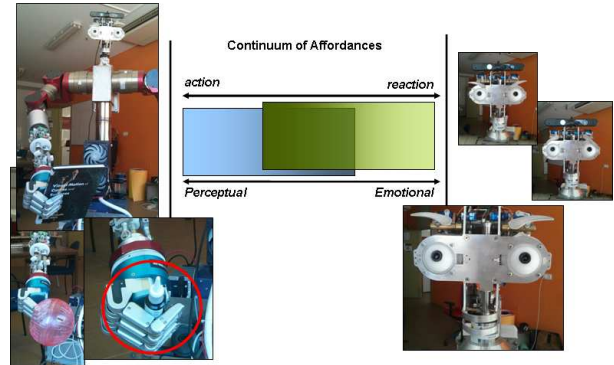 Continuum of Affordances
action
reaction
Perceptual
Emotional